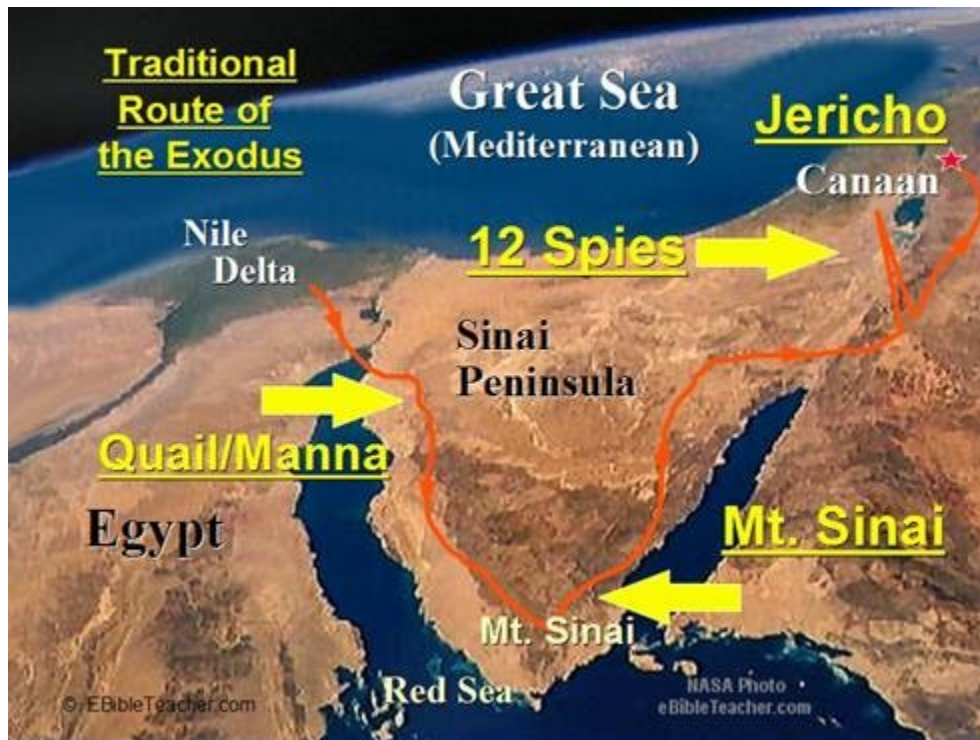 Traditional
Route of
the Exodus
Great Sea
(Mediterranean)
Jericho
Canaan
Nile
Delta
12 Spies
Sinai
Peninsula
Quail/Manna
Egypt
Mt. Sinai
Mt. Sinai
Red Sea
© EBibleTeacher.com
NASA Photo •
eBibleTeacher.com